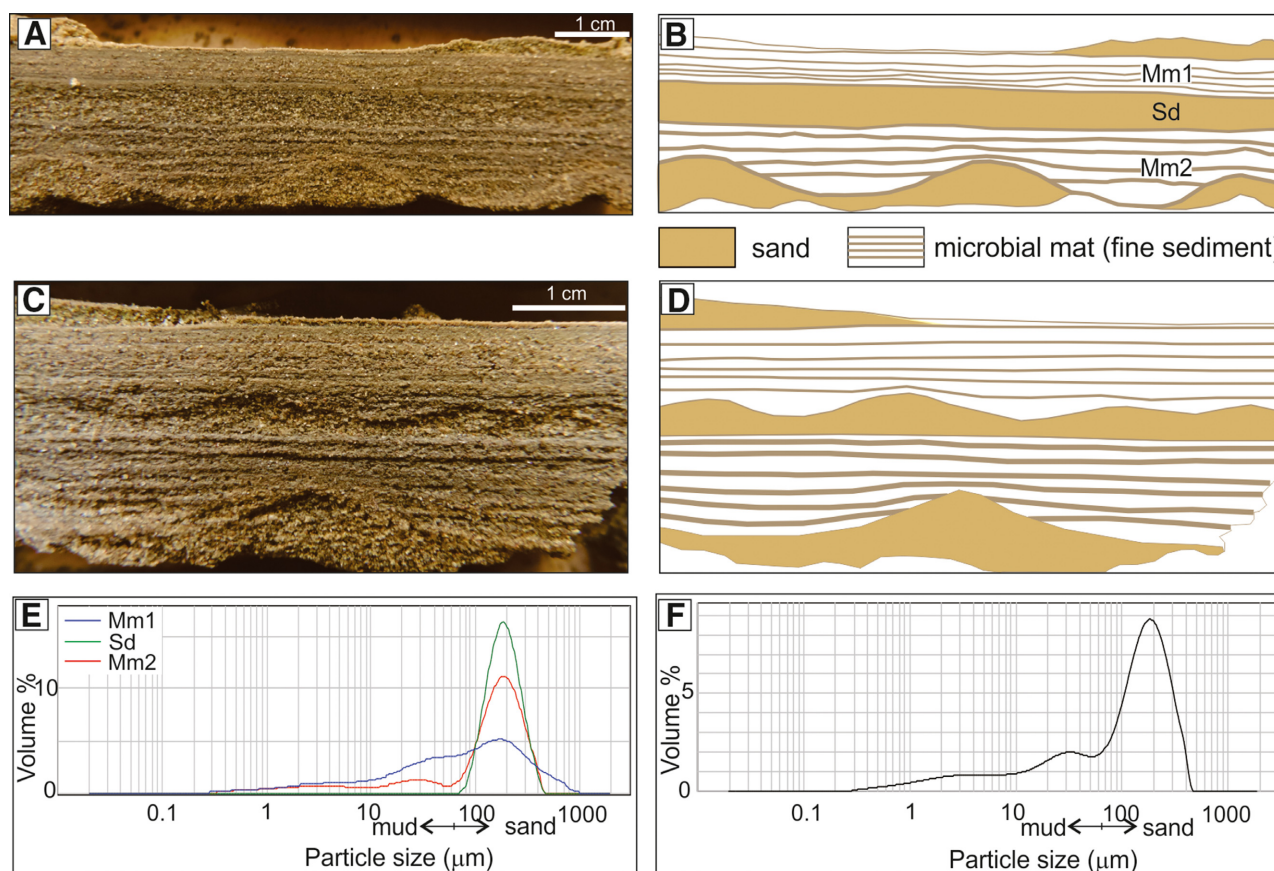 A
1 cm
B
Mm1
Sd
Mm2
sand
microbial mat (fine sediment)
C
1 cm
D
E
Mm1
Sd
Mm2
10
0
Volume %
0.1
1
10
100
1000
mud
sand
Particle size (μm)
F
5
0
Volume %
0.1
1
10
100
1000
mud
sand
Particle size (μm)